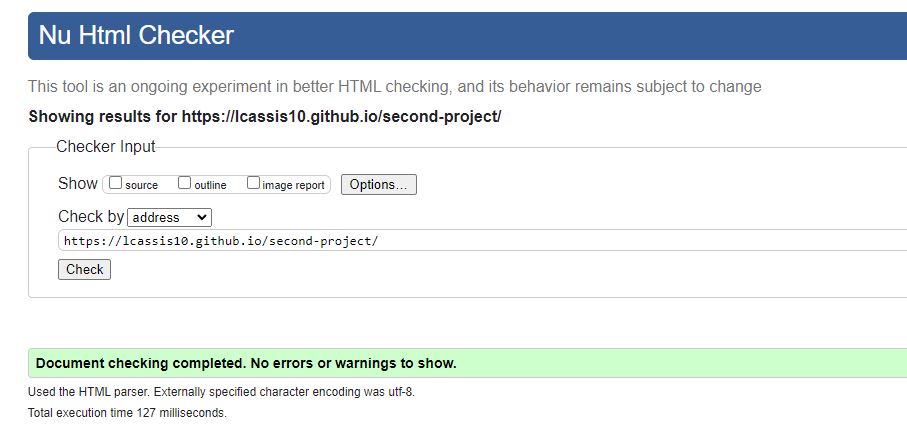 Nu Html Checker
This tool is an ongoing experiment in better HTML checking, and its behavior remains subject to change
Showing results for https://lcassis10.github.io/second-project/
Checker Input
Show source outline image report Options...
Check by address
https://lcassis10.github.io/second-project/
Check
Document checking completed. No errors or warnings to show.
Used the HTML parser. Externally specified character encoding was utf-8.
Total execution time 127 milliseconds.